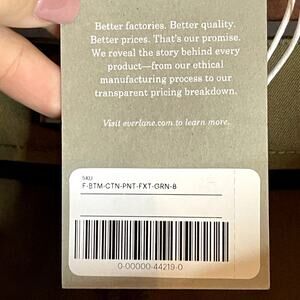 Better factories. Better quality.
Better prices. That's our promise.
We reveal the story behind every
product—from our ethical
manufacturing process to our
transparent pricing breakdown.
Visit everlane.com to learn more.
SKU
F-BTM-CTN-PNT-FXT-GRN-8
0-00000-44219-0